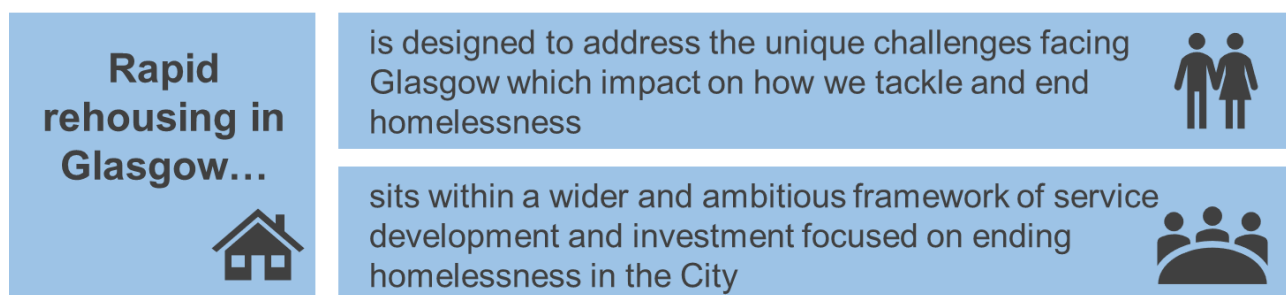 Rapid
rehousing in
Glasgow…
is designed to address the unique challenges facing
Glasgow which impact on how we tackle and end
homelessness
sits within a wider and ambitious framework of service
development and investment focused on ending
homelessness in the City